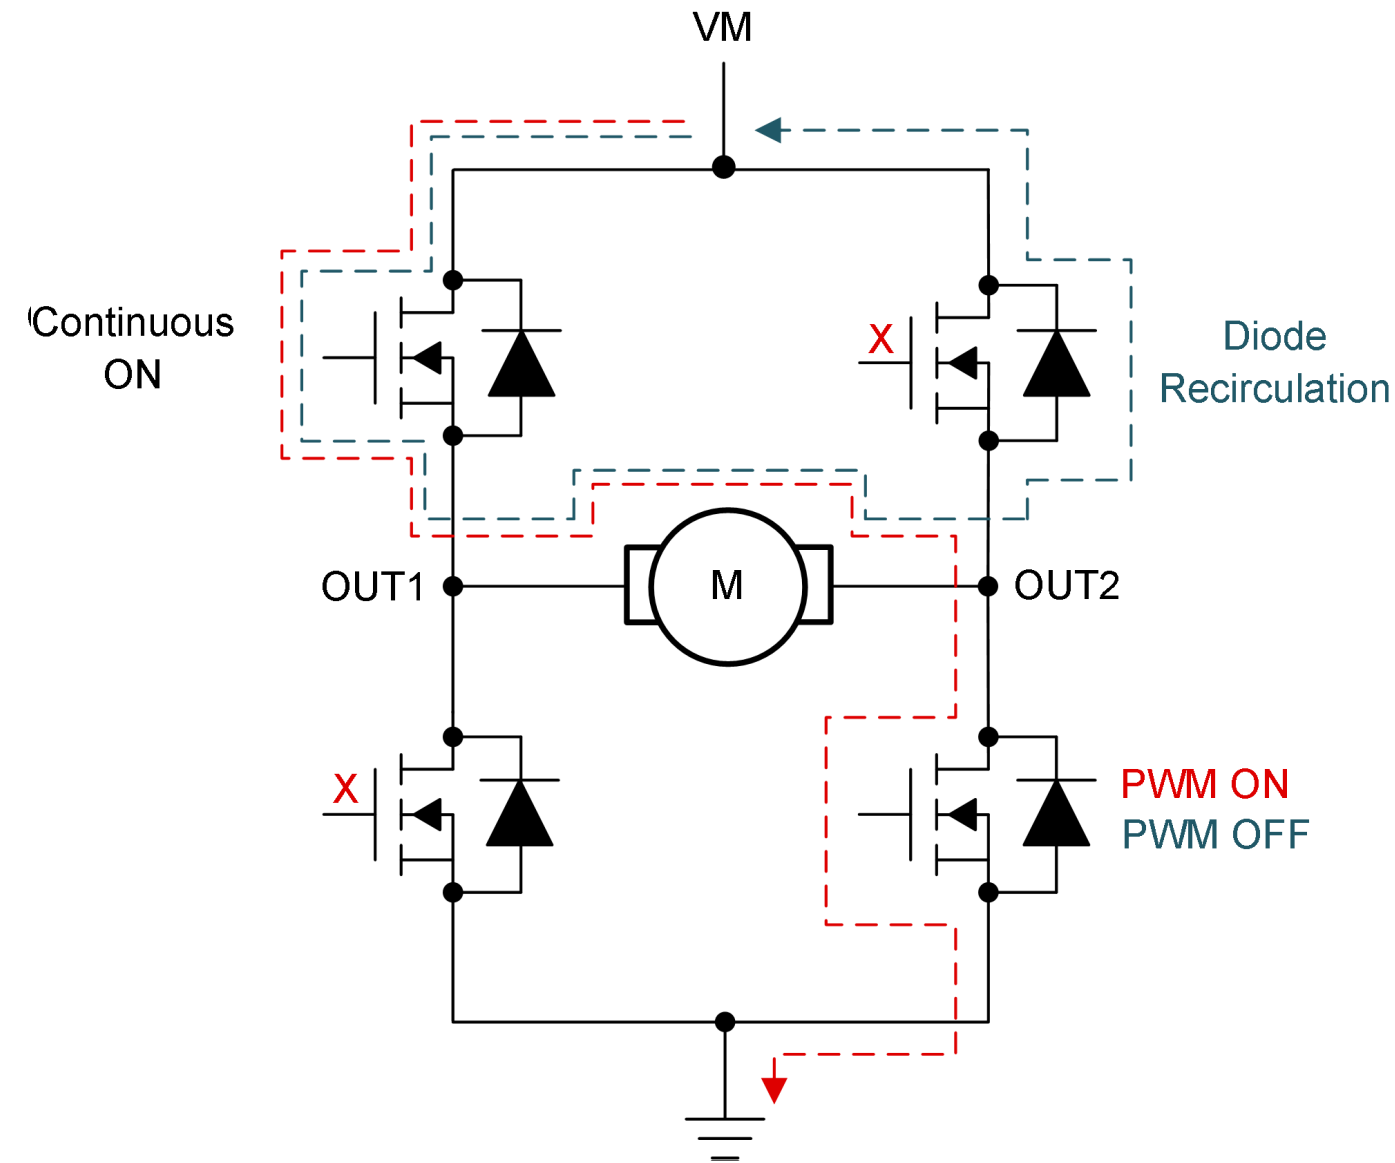 VM
Continuous
ON
X
Diode
Recirculation
OUT1
M
OUT2
X
PWM ON
PWM OFF